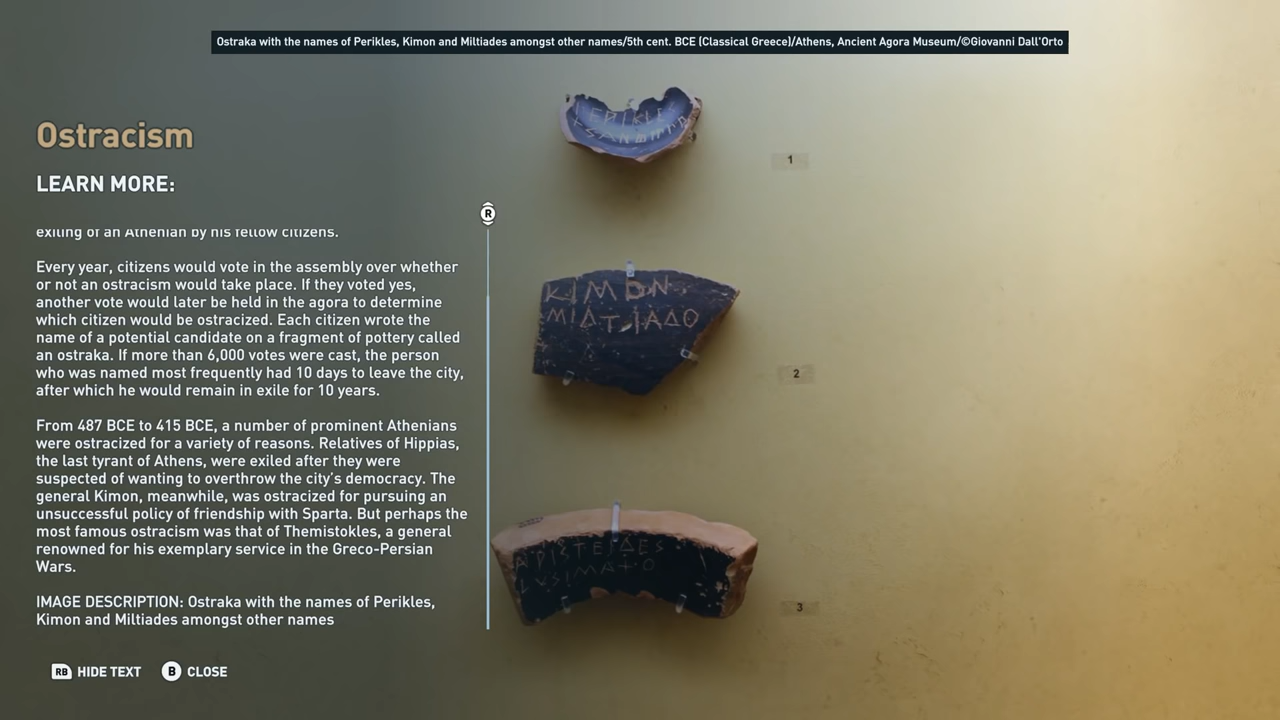 Ostraka with the names of Perikles, Kimon and Miltiades amongst other names/5th cent. BCE (Classical Greece)/Athens, Ancient Agora Museum/©Giovanni Dall'Orto
Ostracism
LEARN MORE:
exiling of an Athenian by his fellow citizens.
Every year, citizens would vote in the assembly over whether
or not an ostracism would take place. If they voted yes,
another vote would later be held in the agora to determine
which citizen would be ostracized. Each citizen wrote the
name of a potential candidate on a fragment of pottery called
an ostraka. If more than 6,000 votes were cast, the person
who was named most frequently had 10 days to leave the city,
after which he would remain in exile for 10 years.
From 487 BCE to 415 BCE, a number of prominent Athenians
were ostracized for a variety of reasons. Relatives of Hippias,
the last tyrant of Athens, were exiled after they were
suspected of wanting to overthrow the city's democracy. The
general Kimon, meanwhile, was ostracized for pursuing an
unsuccessful policy of friendship with Sparta. But perhaps the
most famous ostracism was that of Themistokles, a general
renowned for his exemplary service in the Greco-Persian
Wars.
IMAGE DESCRIPTION: Ostraka with the names of Perikles,
Kimon and Miltiades amongst other names
R
RB HIDE TEXT B CLOSE
1
ΚΙΜΟΝ
ΜΙΛΤΙΑΔΟ
2
3